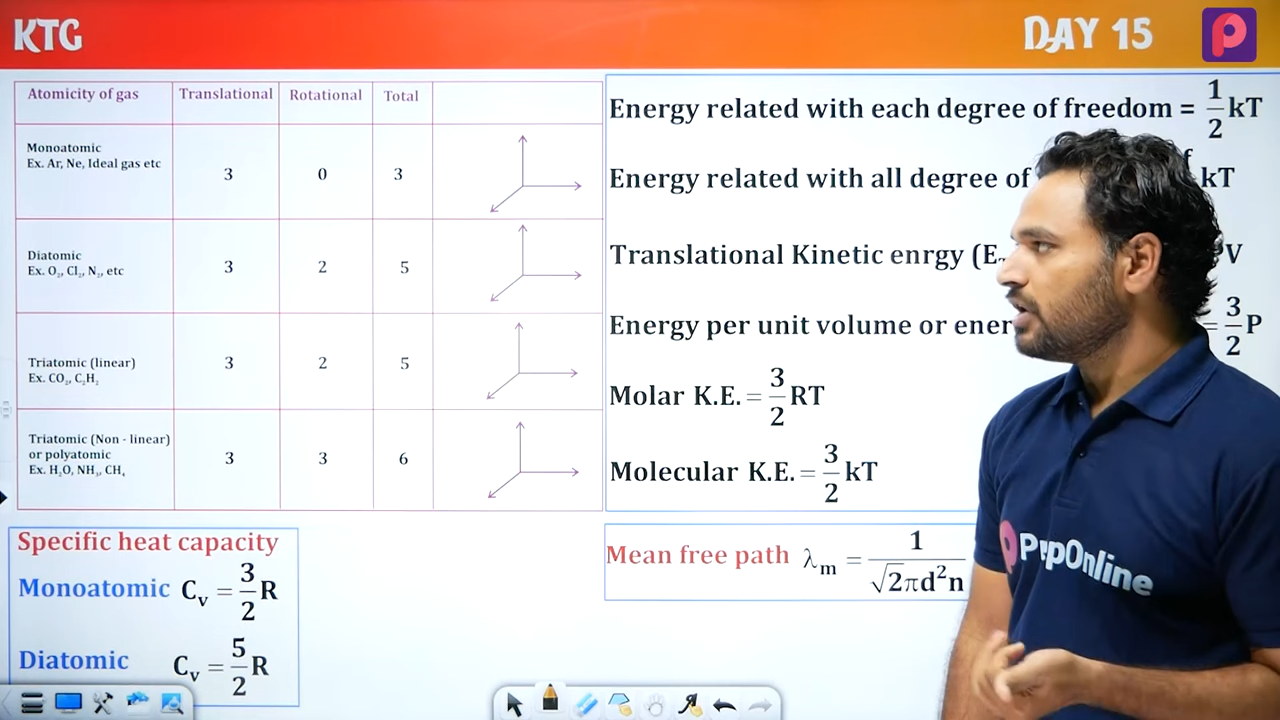 KTG
DAY 15
Atomicity of gas Translational Rotational Total
Monoatomic
Ex. Ar, Ne, Ideal gas etc
3 0 3
Diatomic
Ex. O₂, Cl₂, N₂, etc
3 2 5
Triatomic (linear)
Ex. CO₂, C₂H₂
3 2 5
Triatomic (Non - linear)
or polyatomic
Ex. H₂O, NH₃, CH₄
3 3 6
Energy related with each degree of freedom = 1/2 kT
Energy related with all degree of kT
Translational Kinetic enrgy (E V
Energy per unit volume or = 3/2 P
Molar K.E. = 3/2 RT
Molecular K.E. = 3/2 kT
Specific heat capacity
Monoatomic Cᵥ = 3/2 R
Diatomic Cᵥ = 5/2 R
Mean free path λₘ = 1/√2πd²n
PrepOnline